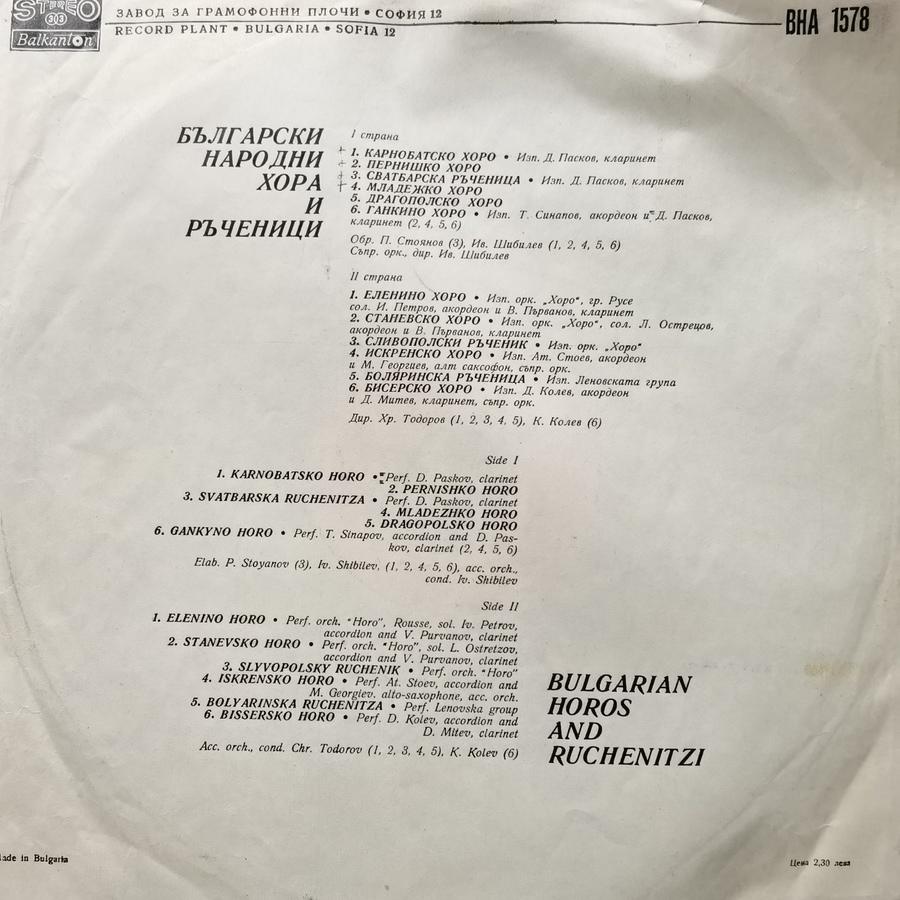 STEREO
303
Balkanton
ЗАВОД ЗА ГРАМОФОННИ ПЛОЧИ • СОФИЯ 12
RECORD PLANT • BULGARIA • SOFIA 12
ВНА 1578
БЪЛГАРСКИ
НАРОДНИ
ХОРА
И
РЪЧЕНИЦИ
I страна
1. КАРНОБАТСКО ХОРО • Изп. Д. Пасков, кларинет
2. ПЕРНИШКО ХОРО
3. СВАТБАРСКА РЪЧЕНИЦА • Изп. Д. Пасков, кларинет
4. МЛАДЕЖКО ХОРО
5. ДРАГОПОЛСКО ХОРО
6. ГАНКИНО ХОРО • Изп. Т. Синапов, акордеон и Д. Пасков,
кларинет (2, 4, 5, 6)
Обр. П. Стоянов (3), Ив. Шибилев (1, 2, 4, 5, 6)
Съпр. орк., дир. Ив. Шибилев
II страна
1. ЕЛЕНИНО ХОРО • Изп. орк. „Хоро“, гр. Русе
сол. И. Петров, акордеон и В. Първанов, кларинет
2. СТАНЕВСКО ХОРО • Изп. орк. „Хоро“, сол. Л. Острецов,
акордеон и В. Първанов, кларинет
3. СЛИВОПОЛСКИ РЪЧЕНИК • Изп. орк. „Хоро“
4. ИСКРЕНСКО ХОРО • Изп. Ат. Стоев, акордеон
и М. Георгиев, алт саксофон, съпр. орк.
5. БОЛЯРИНСКА РЪЧЕНИЦА • Изп. Леновската група
6. БИСЕРСКО ХОРО • Изп. Д. Колев, акордеон
и Д. Митев, кларинет, съпр. орк.
Дир. Хр. Тодоров (1, 2, 3, 4, 5), К. Колев (6)
Side I
1. KARNOBATSKO HORO • Perf. D. Paskov, clarinet
2. PERNISHKO HORO
3. SVATBARSKA RUCHENITZA • Perf. D. Paskov, clarinet
4. MLADEZHKO HORO
5. DRAGOPOLSKO HORO
6. GANKYNO HORO • Perf. T. Sinapov, accordion and D. Pas-
kov, clarinet (2, 4, 5, 6)
Elab. P. Stoyanov (3), Iv. Shibilev, (1, 2, 4, 5, 6), acc. orch.,
cond. Iv. Shibilev
Side II
1. ELENINO HORO • Perf. orch. "Horo", Rousse, sol. Iv. Petrov,
accordion and V. Purvanov, clarinet
2. STANEVSKO HORO • Perf. orch. "Horo", sol. L. Ostretzov,
accordion and V. Purvanov, clarinet
3. SLYVOPOLSKY RUCHENIK • Perf. orch. "Horo"
4. ISKRENSKO HORO • Perf. At. Stoev, accordion and
M. Georgiev. alto-saxophone, acc. orch.
5. BOLYARINSKA RUCHENITZA • Perf. Lenovska group
6. BISSERSKO HORO • Perf. D. Kolev, accordion and
D. Mitev, clarinet
Acc. orch., cond. Chr. Todorov (1, 2, 3, 4, 5), K. Kolev (6)
BULGARIAN
HOROS
AND
RUCHENITZI
Made in Bulgaria
Цена 2,30 лева